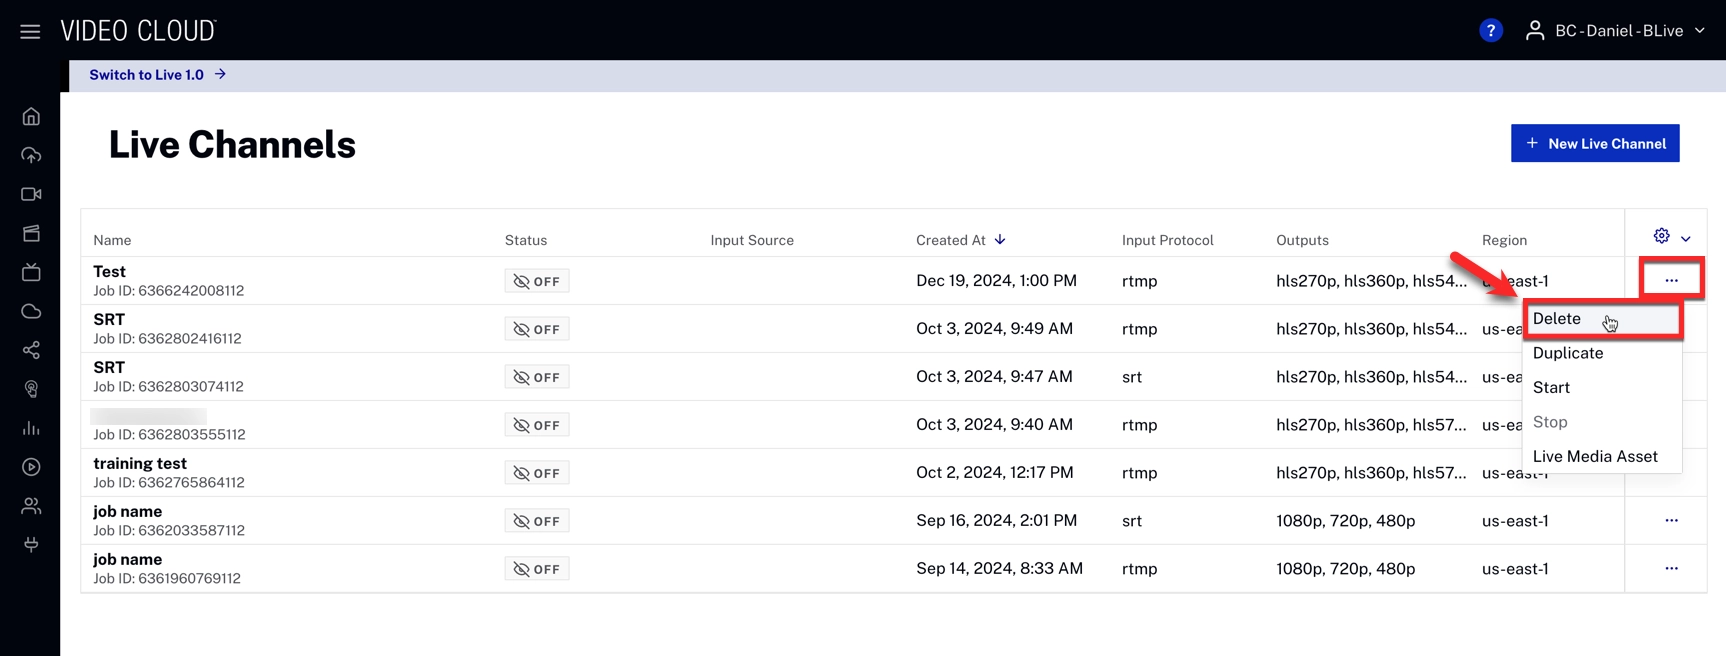 VIDEO CLOUD™
? BC - Daniel - BLive
Switch to Live 1.0 →
Live Channels
+ New Live Channel
Name Status Input Source Created At ↓ Input Protocol Outputs Region
Test
Job ID: 6366242008112
OFF Dec 19, 2024, 1:00 PM rtmp hls270p, hls360p, hls54... us-east-1 ...
SRT
Job ID: 6362802416112
OFF Oct 3, 2024, 9:49 AM rtmp hls270p, hls360p, hls54... us-ea
SRT
Job ID: 6362803074112
OFF Oct 3, 2024, 9:47 AM srt hls270p, hls360p, hls54... us-ea
Job ID: 6362803555112
OFF Oct 3, 2024, 9:40 AM rtmp hls270p, hls360p, hls57... us-ea
training test
Job ID: 6362765864112
OFF Oct 2, 2024, 12:17 PM rtmp hls270p, hls360p, hls57... us-east-1
job name
Job ID: 6362033587112
OFF Sep 16, 2024, 2:01 PM srt 1080p, 720p, 480p us-east-1 ...
job name
Job ID: 6361960769112
OFF Sep 14, 2024, 8:33 AM rtmp 1080p, 720p, 480p us-east-1 ...
Delete
Duplicate
Start
Stop
Live Media Asset